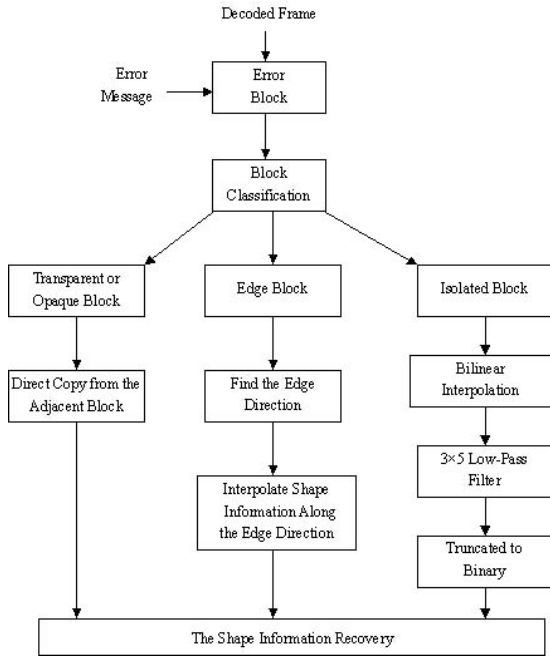 Decoded Frame
Error
Message
Error
Block
Block
Classification
Transparent or
Opaque Block
Edge Block
Isolated Block
Direct Copy from the
Adjacent Block
Find the Edge
Direction
Bilinear
Interpolation
Interpolate Shape
Information Along
the Edge Direction
3×5 Low-Pass
Filter
Truncated to
Binary
The Shape Information Recovery